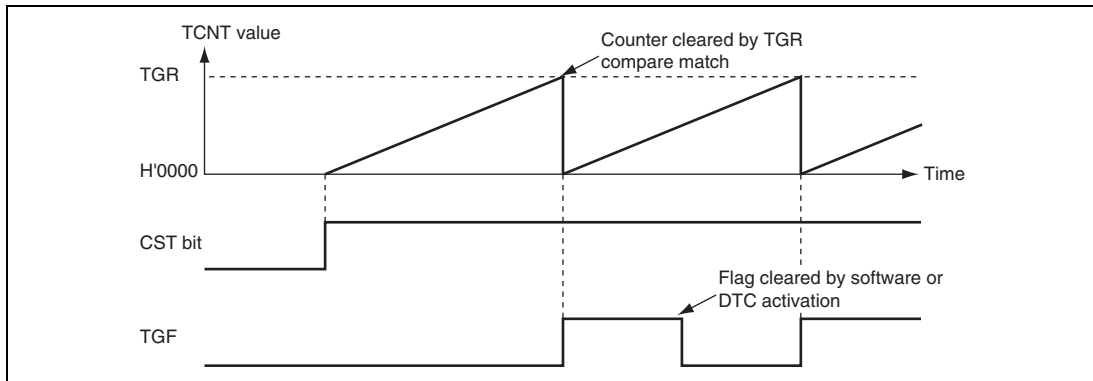 TCNT value
Counter cleared by TGR
compare match
TGR
H'0000
Time
CST bit
Flag cleared by software or
DTC activation
TGF